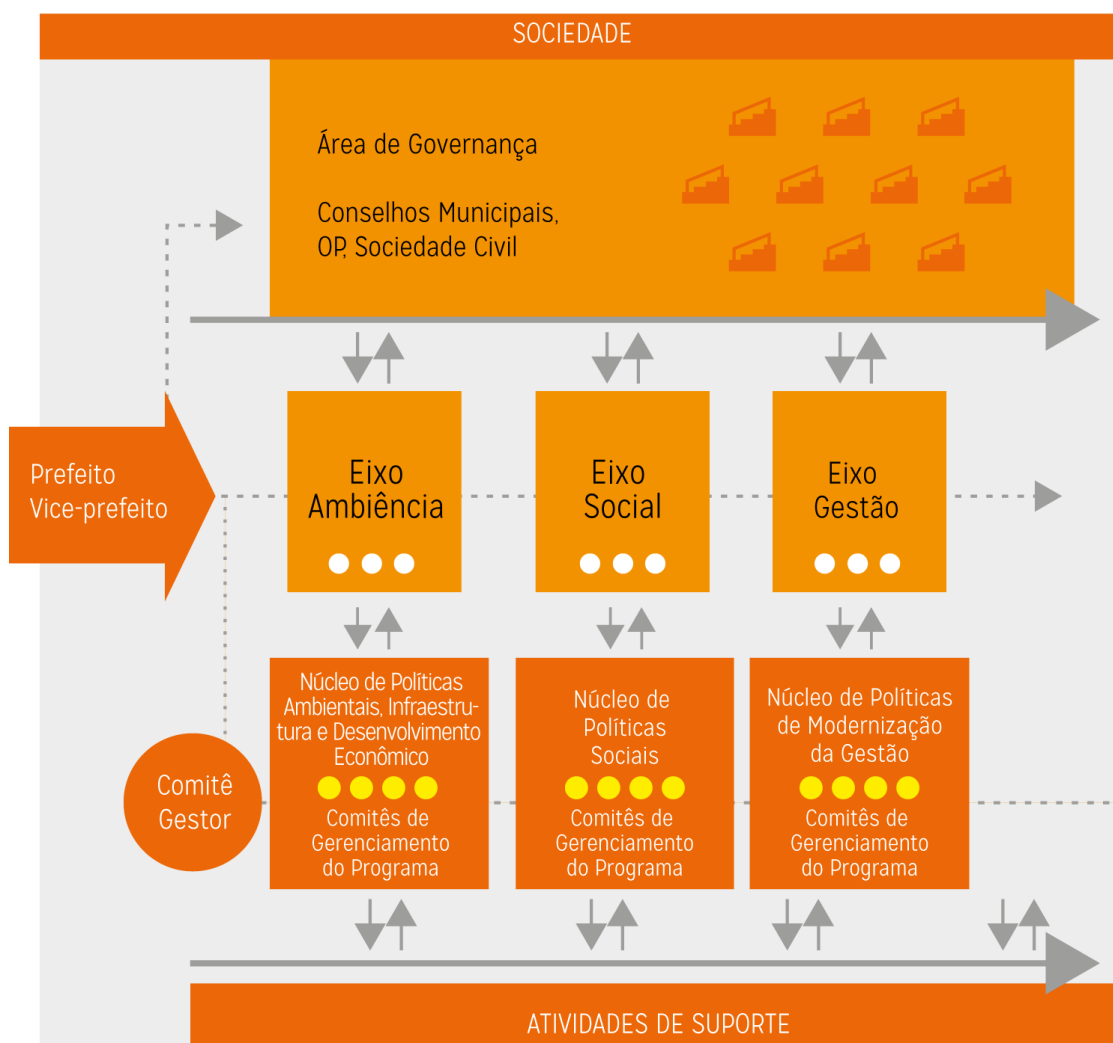 SOCIEDADE
Área de Governança
Conselhos Municipais,
OP, Sociedade Civil
Prefeito
Vice-prefeito
Eixo
Ambiência
Eixo
Social
Eixo
Gestão
Comitê
Gestor
Núcleo de Políticas
Ambientais, Infraestru-
tura e Desenvolvimento
Econômico
Comitês de
Gerenciamento
do Programa
Núcleo de
Políticas
Sociais
Comitês de
Gerenciamento
do Programa
Núcleo de Políticas
de Modernização
da Gestão
Comitês de
Gerenciamento
do Programa
ATIVIDADES DE SUPORTE